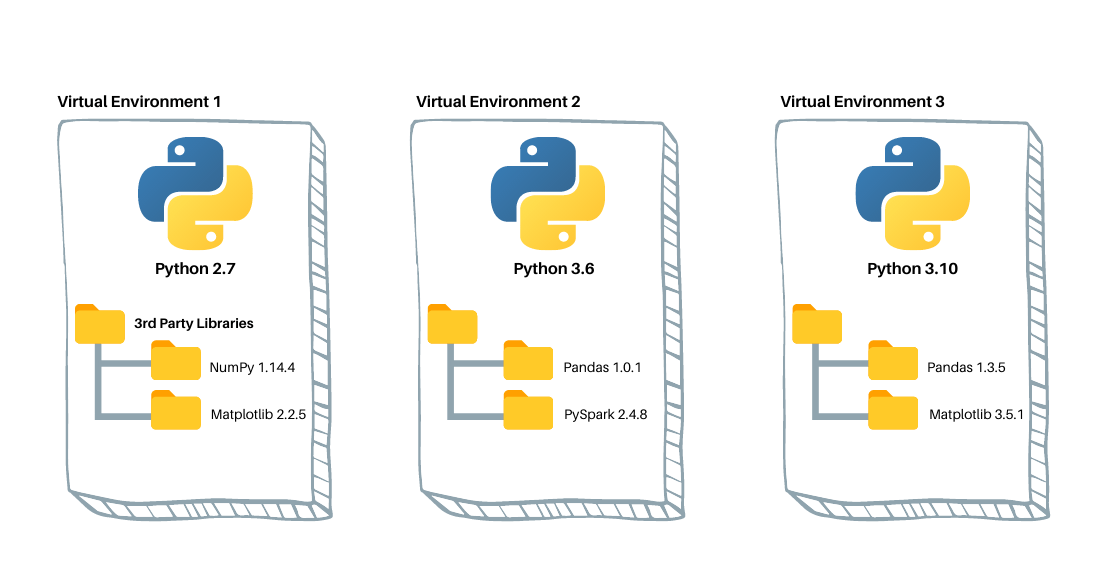 Virtual Environment 1
Python 2.7
3rd Party Libraries
NumPy 1.14.4
Matplotlib 2.2.5
Virtual Environment 2
Python 3.6
Pandas 1.0.1
PySpark 2.4.8
Virtual Environment 3
Python 3.10
Pandas 1.3.5
Matplotlib 3.5.1